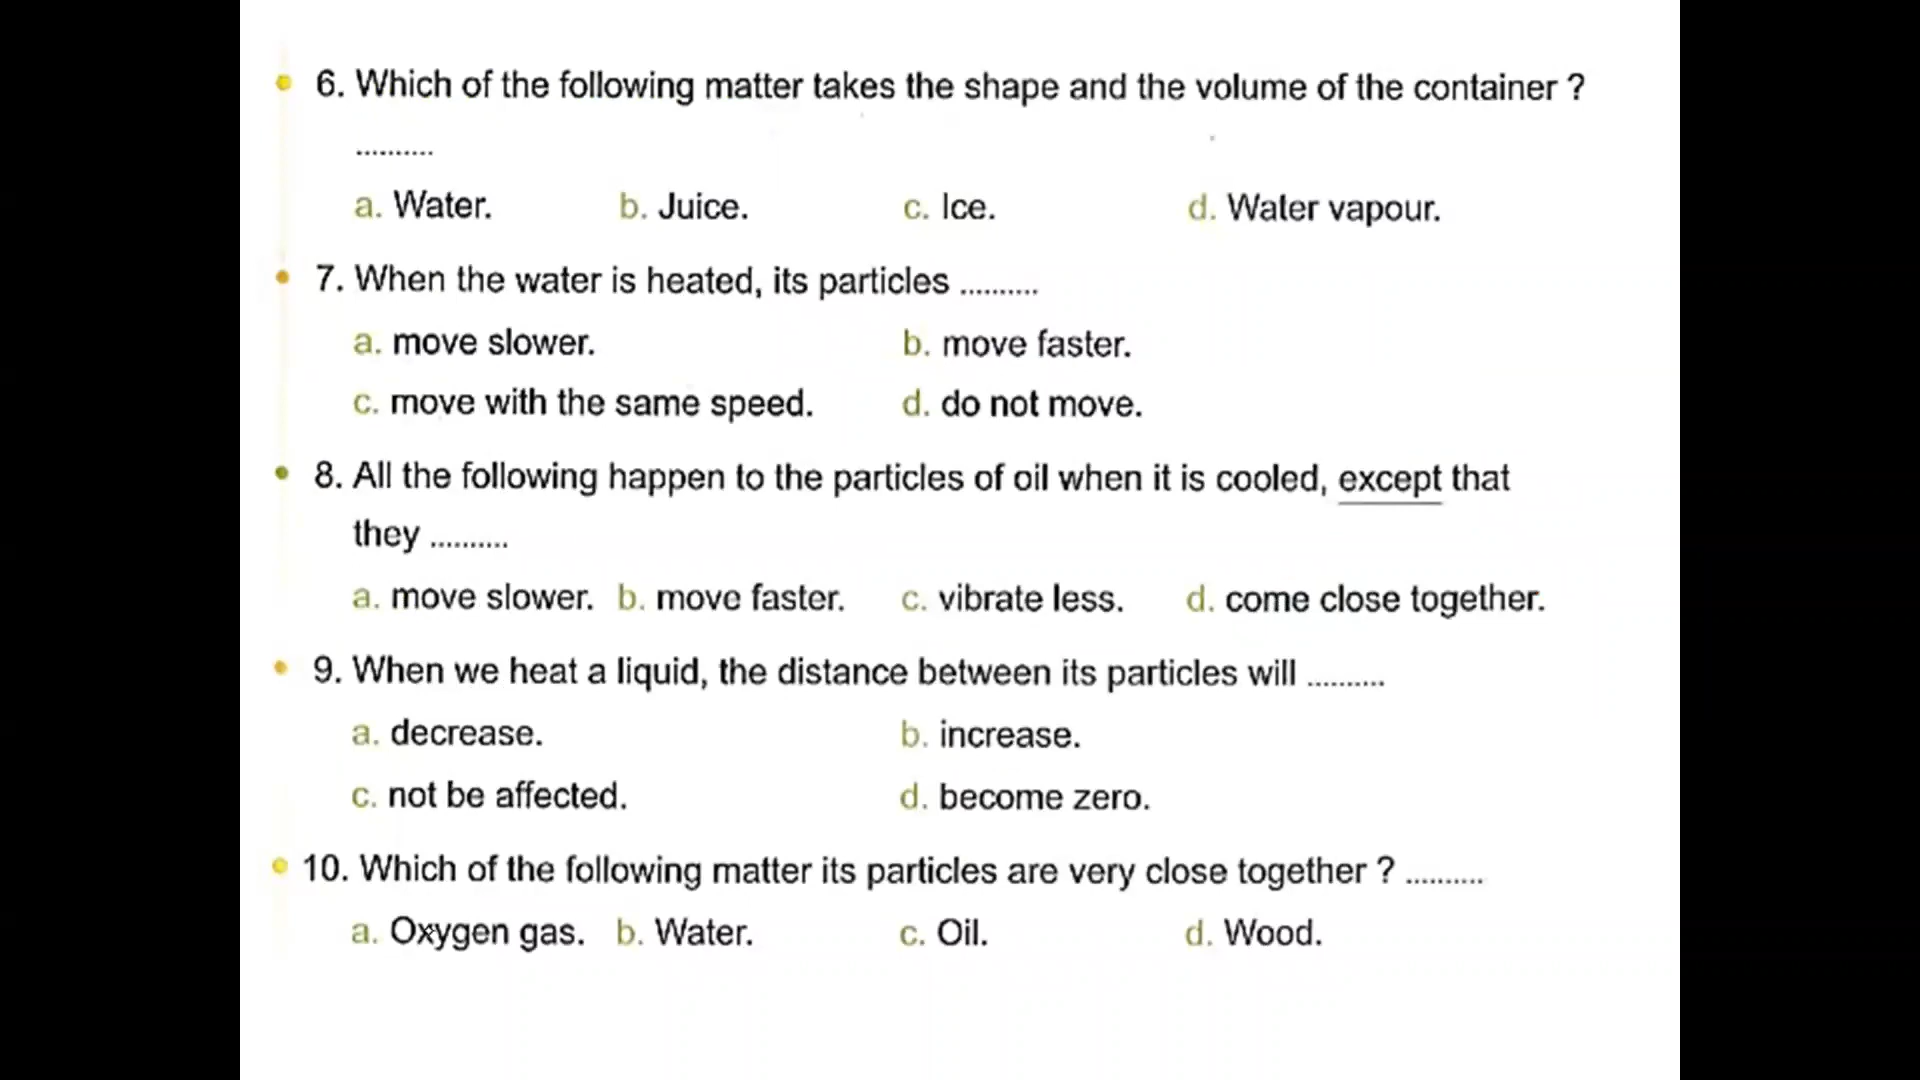 6. Which of the following matter takes the shape and the volume of the container ?
..........
a. Water. b. Juice. c. Ice. d. Water vapour.
7. When the water is heated, its particles ..........
a. move slower. b. move faster.
c. move with the same speed. d. do not move.
8. All the following happen to the particles of oil when it is cooled, except that
they ..........
a. move slower. b. move faster. c. vibrate less. d. come close together.
9. When we heat a liquid, the distance between its particles will ..........
a. decrease. b. increase.
c. not be affected. d. become zero.
10. Which of the following matter its particles are very close together ? ..........
a. Oxygen gas. b. Water. c. Oil. d. Wood.